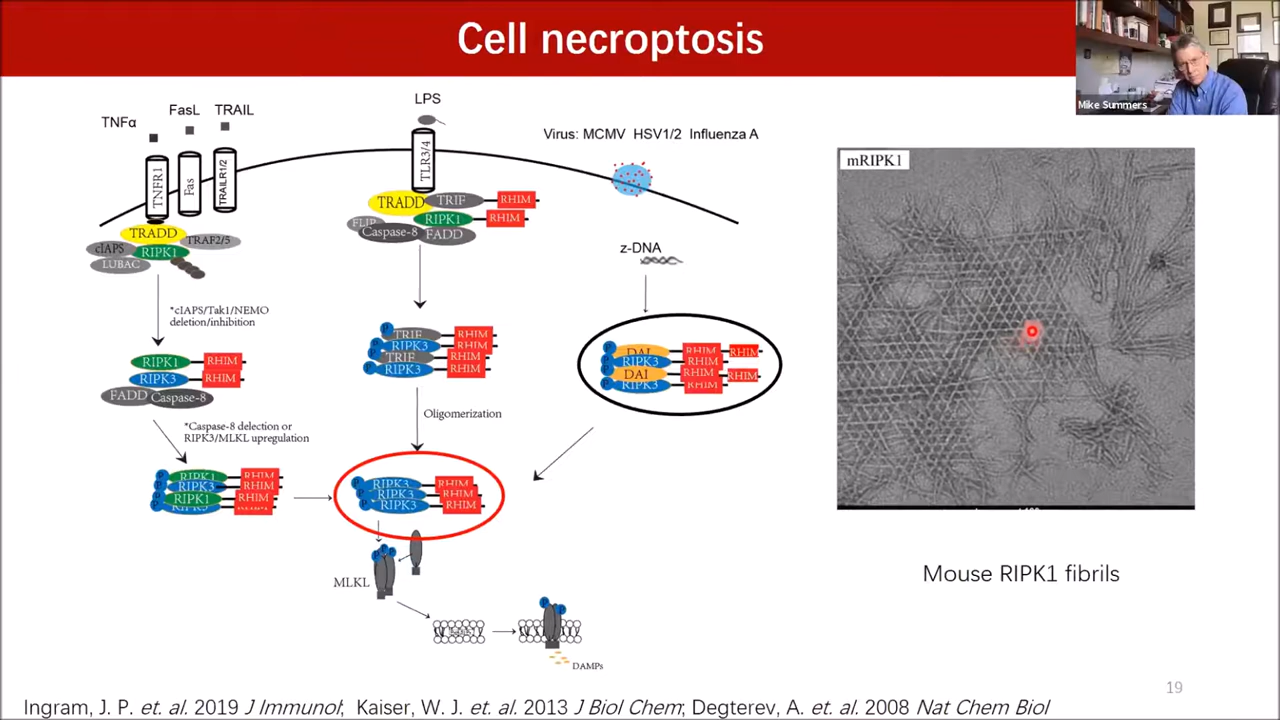 Cell necroptosis
Mike Summers
TNFα
FasL
TRAIL
LPS
Virus: MCMV HSV1/2 Influenza A
TNFR1
Fas
TRAILR1/2
TLR3/4
TRADD
TRAF2/5
cIAPS
RIPK1
LUBAC
TRADD
TRIF
RHIM
RIPK1
RHIM
FLIP
Caspase-8
FADD
z-DNA
*cIAPS/Tak1/NEMO
deletion/inhibition
RIPK1
RHIM
RIPK3
RHIM
FADD
Caspase-8
*Caspase-8 delection or
RIPK3/MLKL upregulation
P
TRIF
RHIM
P
RIPK3
RHIM
P
TRIF
RHIM
P
RIPK3
RHIM
Oligomerization
P
DAI
RHIM
RHIM
P
RIPK3
RHIM
P
DAI
RHIM
RHIM
P
RIPK3
RHIM
P
RIPK1
RHIM
P
RIPK3
RHIM
P
RIPK1
RHIM
P
RIPK3
RHIM
P
RIPK3
RHIM
P
RIPK3
RHIM
P
RIPK3
RHIM
P
P
P
MLKL
P
P
DAMPs
mRIPK1
Mouse RIPK1 fibrils
19
Ingram, J. P. et. al. 2019 J Immunol; Kaiser, W. J. et. al. 2013 J Biol Chem; Degterev, A. et. al. 2008 Nat Chem Biol